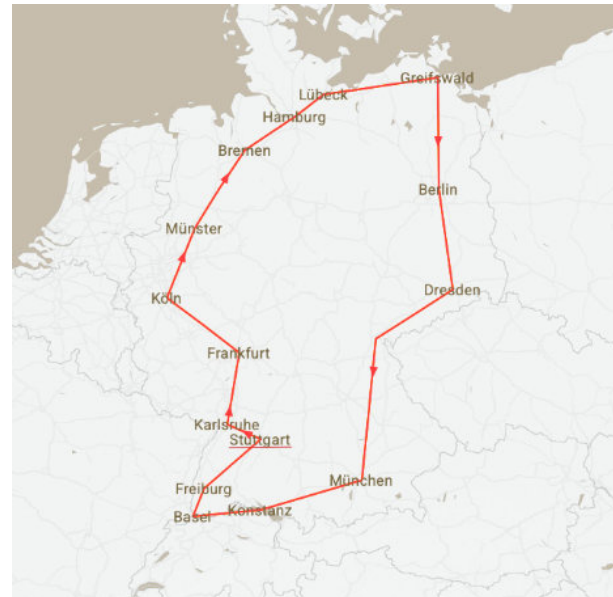 Greifswald
Lübeck
Hamburg
Bremen
Berlin
Münster
Dresden
Köln
Frankfurt
Karlsruhe
Stuttgart
München
Freiburg
Konstanz
Basel